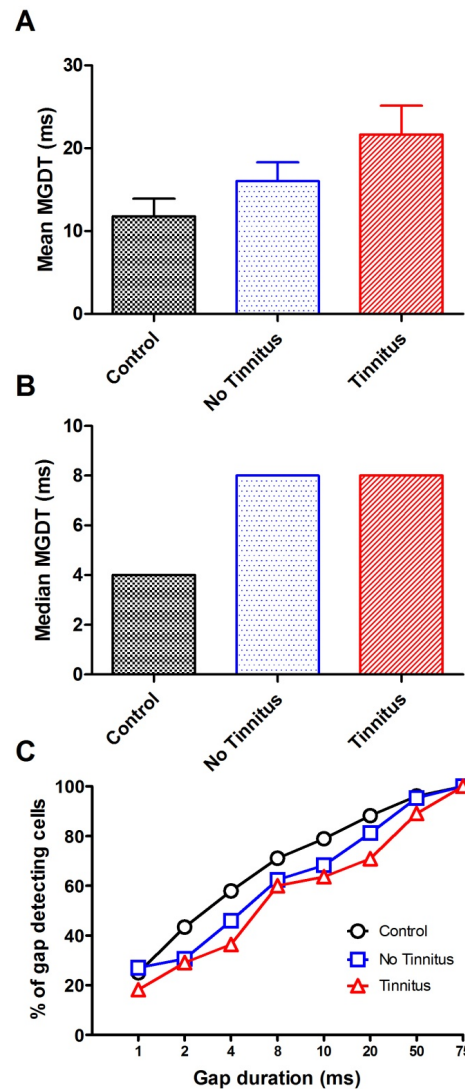 A
Mean MGDT (ms)
30
20
10
0
Control
No Tinnitus
Tinnitus
B
Median MGDT (ms)
10
8
6
4
2
0
Control
No Tinnitus
Tinnitus
C
% of gap detecting cells
100
80
60
40
20
0
Control
No Tinnitus
Tinnitus
1 2 4 8 10 20 50 75
Gap duration (ms)